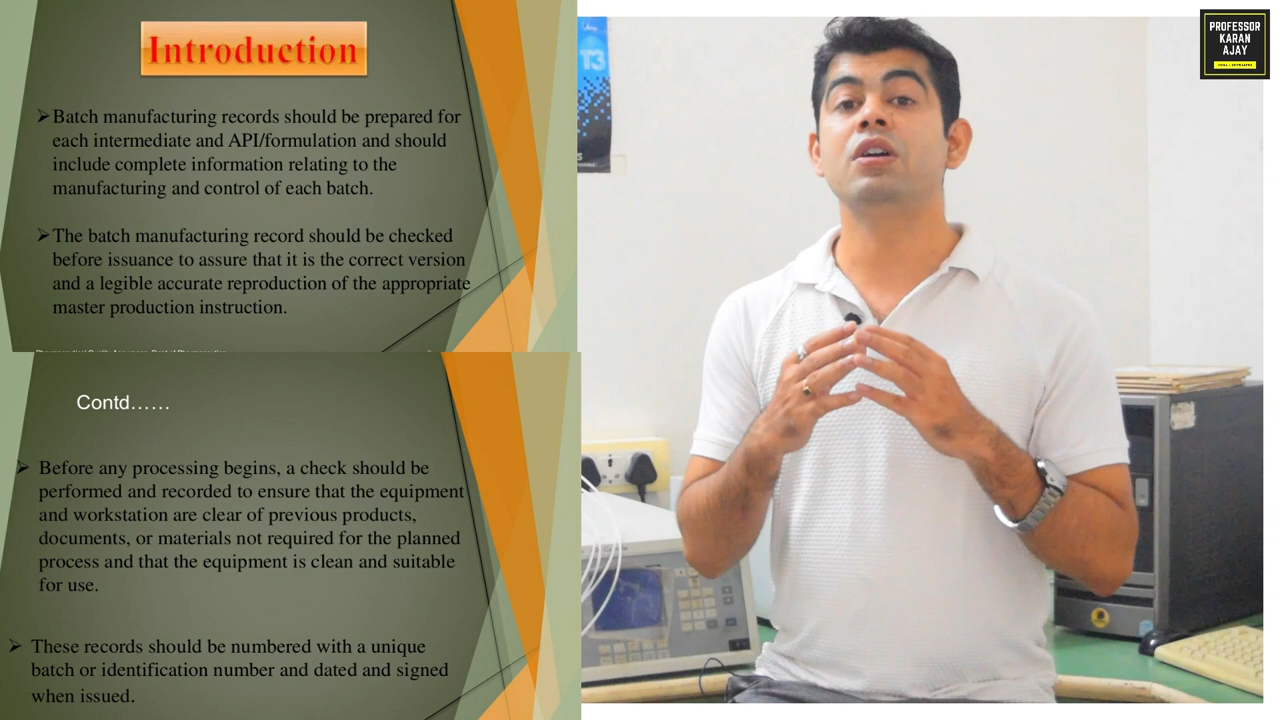 Introduction
➢Batch manufacturing records should be prepared for
each intermediate and API/formulation and should
include complete information relating to the
manufacturing and control of each batch.
➢The batch manufacturing record should be checked
before issuance to assure that it is the correct version
and a legible accurate reproduction of the appropriate
master production instruction.
Contd……
➢ Before any processing begins, a check should be
performed and recorded to ensure that the equipment
and workstation are clear of previous products,
documents, or materials not required for the planned
process and that the equipment is clean and suitable
for use.
➢ These records should be numbered with a unique
batch or identification number and dated and signed
when issued.
T3
PROFESSOR
KARAN
AJAY